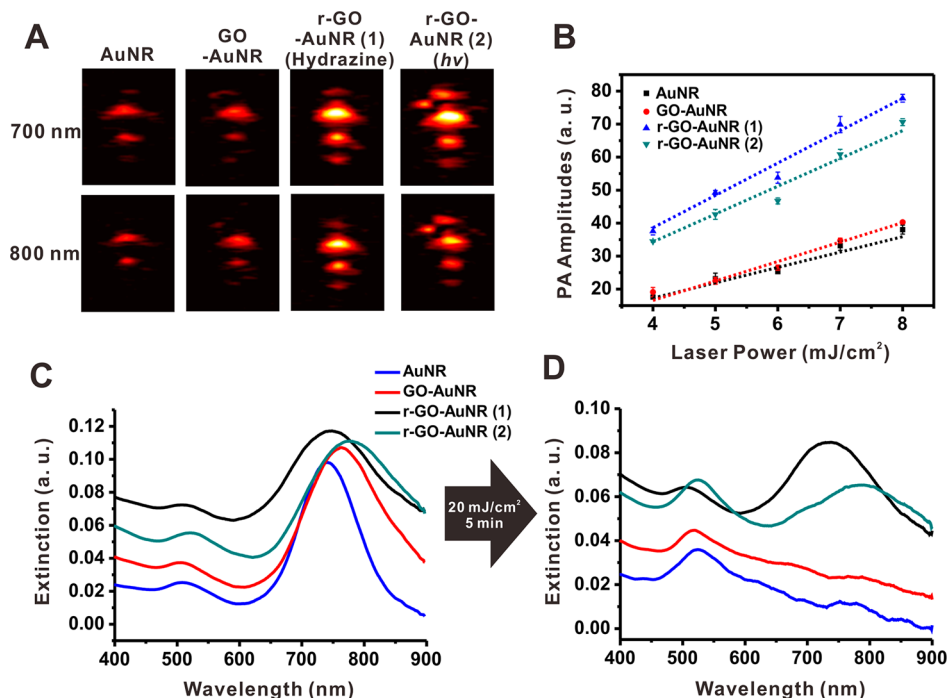 A
AuNR
GO
-AuNR
r-GO
-AuNR (1)
(Hydrazine)
r-GO-
AuNR (2)
(hv)
700 nm
800 nm
B
PA Amplitudes (a. u.)
80
70
60
50
40
30
20
AuNR
GO-AuNR
r-GO-AuNR (1)
r-GO-AuNR (2)
4 5 6 7 8
Laser Power (mJ/cm²)
C
AuNR
GO-AuNR
r-GO-AuNR (1)
r-GO-AuNR (2)
Extinction (a. u.)
0.12
0.10
0.08
0.06
0.04
0.02
0.00
400 500 600 700 800 900
Wavelength (nm)
20 mJ/cm²
5 min
D
Extinction (a. u.)
0.10
0.08
0.06
0.04
0.02
0.00
400 500 600 700 800 900
Wavelength (nm)